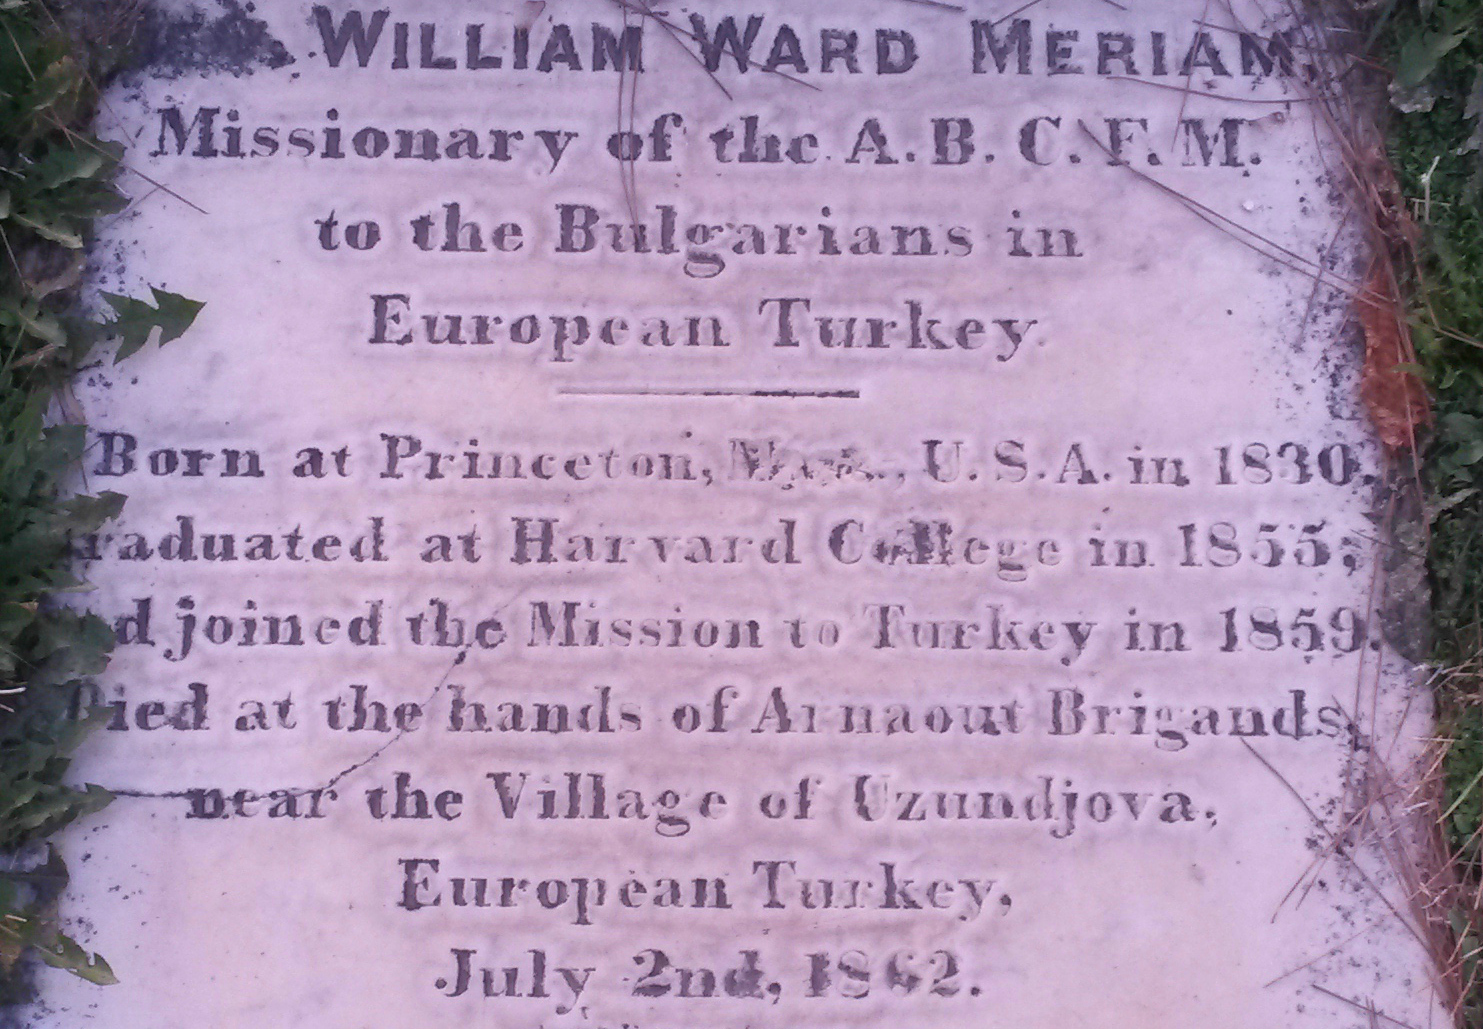 WILLIAM WARD MERIAM,
Missionary of the A.B.C.F.M.
to the Bulgarians in
European Turkey.
Born at Princeton, Mass., U.S.A. in 1830.
raduated at Harvard College in 1855;
d joined the Mission to Turkey in 1859.
Died at the hands of Arnaout Brigands,
near the Village of Uzundjova,
European Turkey,
July 2nd, 1862.